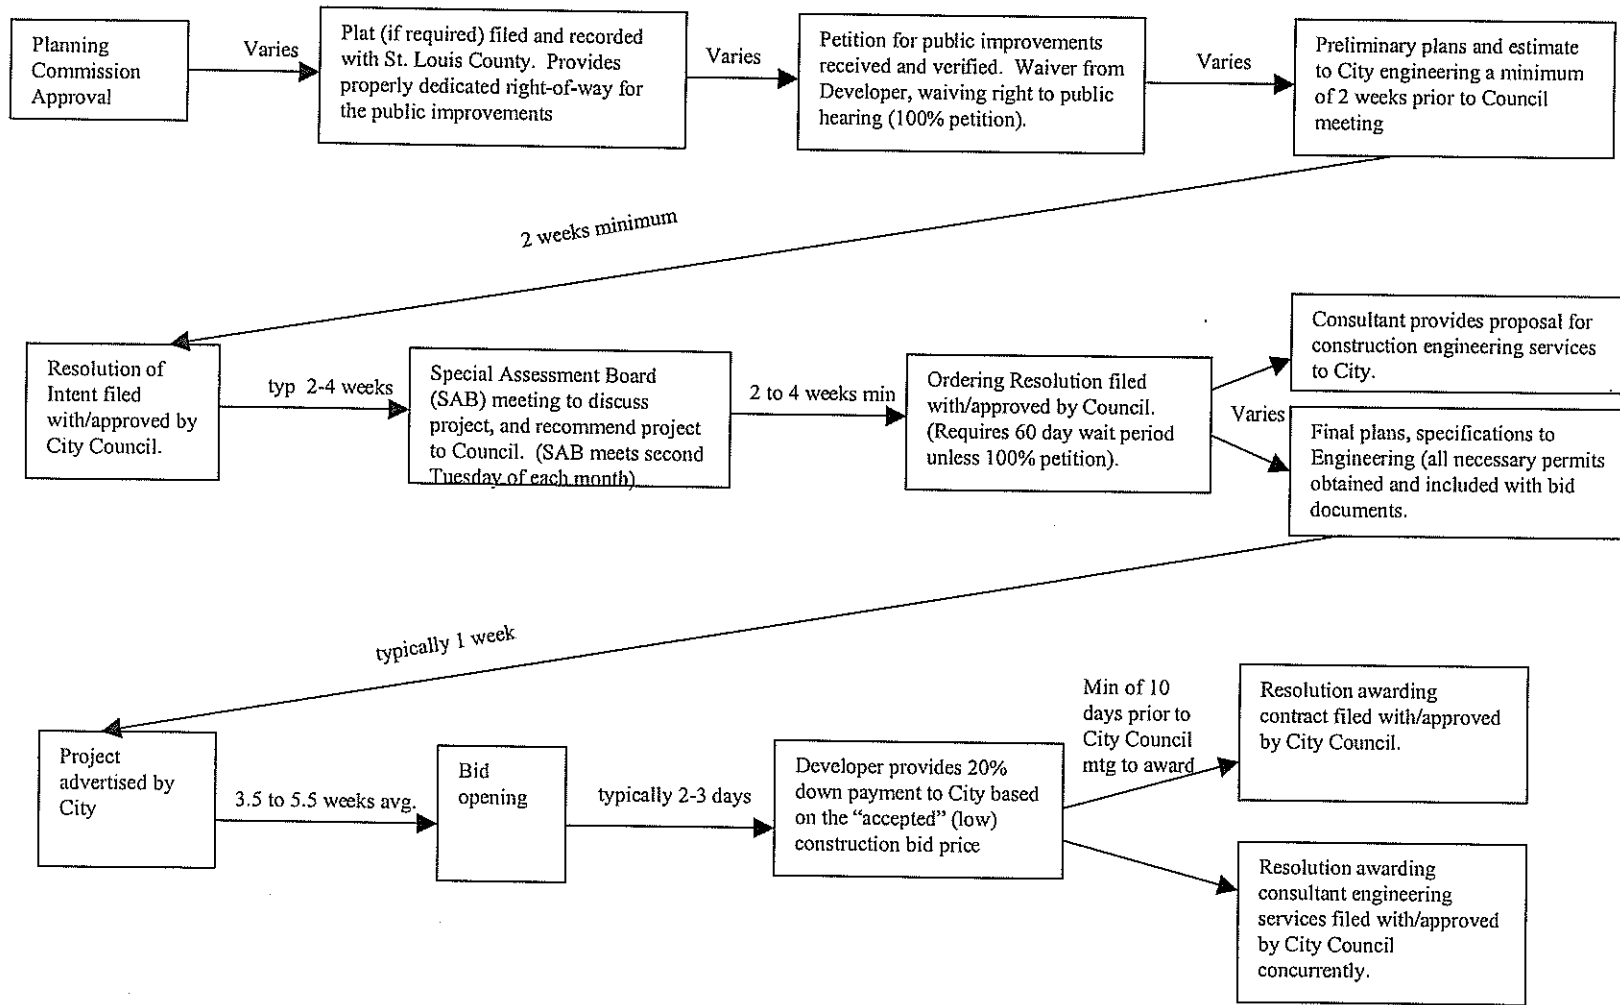 Planning
Commission
Approval
Varies
Plat (if required) filed and recorded
with St. Louis County.  Provides
properly dedicated right-of-way for
the public improvements
Varies
Petition for public improvements
received and verified.  Waiver from
Developer, waiving right to public
hearing (100% petition).
Varies
Preliminary plans and estimate
to City engineering a minimum
of 2 weeks prior to Council
meeting
2 weeks minimum
Resolution of
Intent filed
with/approved by
City Council.
typ  2-4 weeks
Special Assessment Board
(SAB) meeting to discuss
project, and recommend project
to Council.  (SAB meets second
Tuesday of each month)
2 to 4 weeks min
Ordering Resolution filed
with/approved by Council.
(Requires 60 day wait period
unless 100% petition).
Consultant provides proposal for
construction engineering services
to City.
Varies
Final plans, specifications to
Engineering (all necessary permits
obtained and included with bid
documents.
typically 1 week
Project
advertised by
City
3.5 to 5.5 weeks avg.
Bid
opening
typically 2-3 days
Developer provides 20%
down payment to City based
on the “accepted” (low)
construction bid price
Min of 10
days prior to
City Council
mtg to award
Resolution awarding
contract filed with/approved
by City Council.
Resolution awarding
consultant engineering
services filed with/approved
by City Council
concurrently.